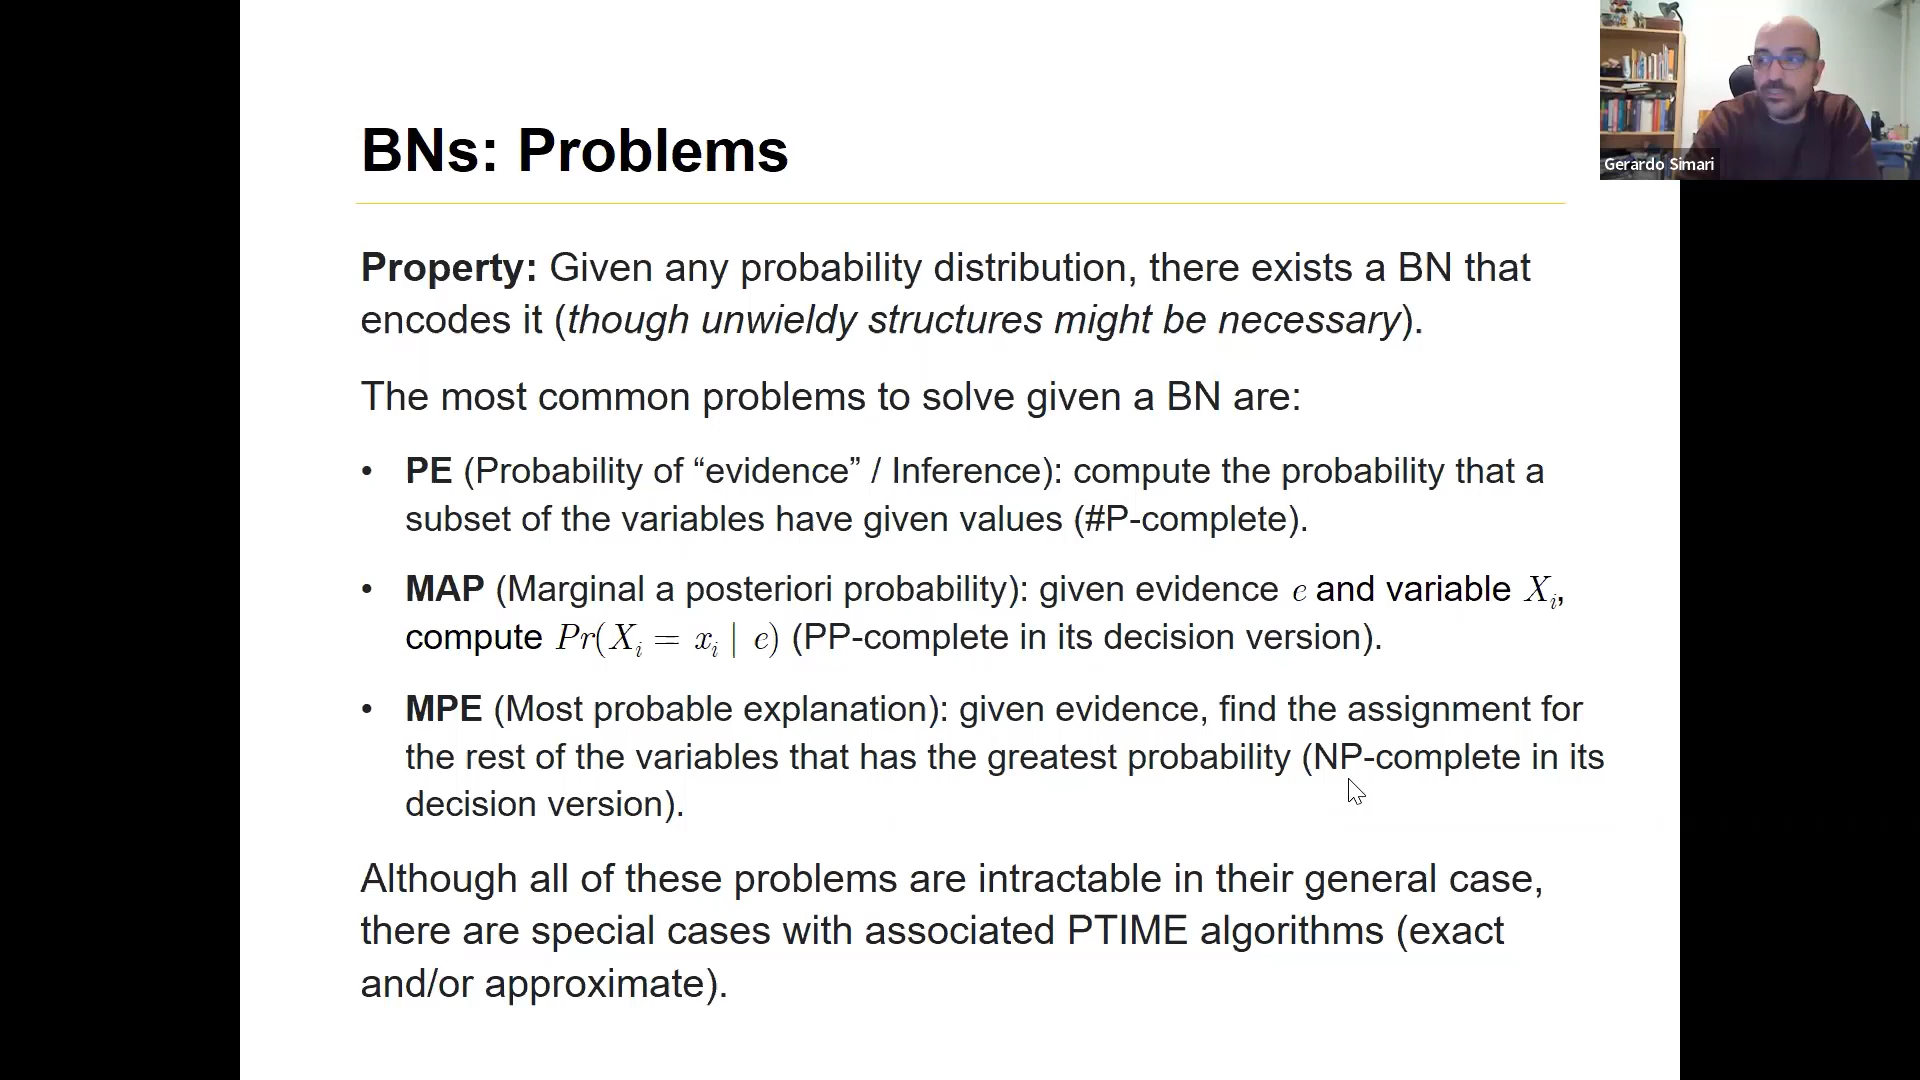 BNs: Problems
Gerardo Simari
Property: Given any probability distribution, there exists a BN that
encodes it (though unwieldy structures might be necessary).
The most common problems to solve given a BN are:
• PE (Probability of “evidence” / Inference): compute the probability that a
subset of the variables have given values (#P-complete).
• MAP (Marginal a posteriori probability): given evidence e and variable Xᵢ,
compute Pr(Xᵢ = xᵢ | e) (PP-complete in its decision version).
• MPE (Most probable explanation): given evidence, find the assignment for
the rest of the variables that has the greatest probability (NP-complete in its
decision version).
Although all of these problems are intractable in their general case,
there are special cases with associated PTIME algorithms (exact
and/or approximate).